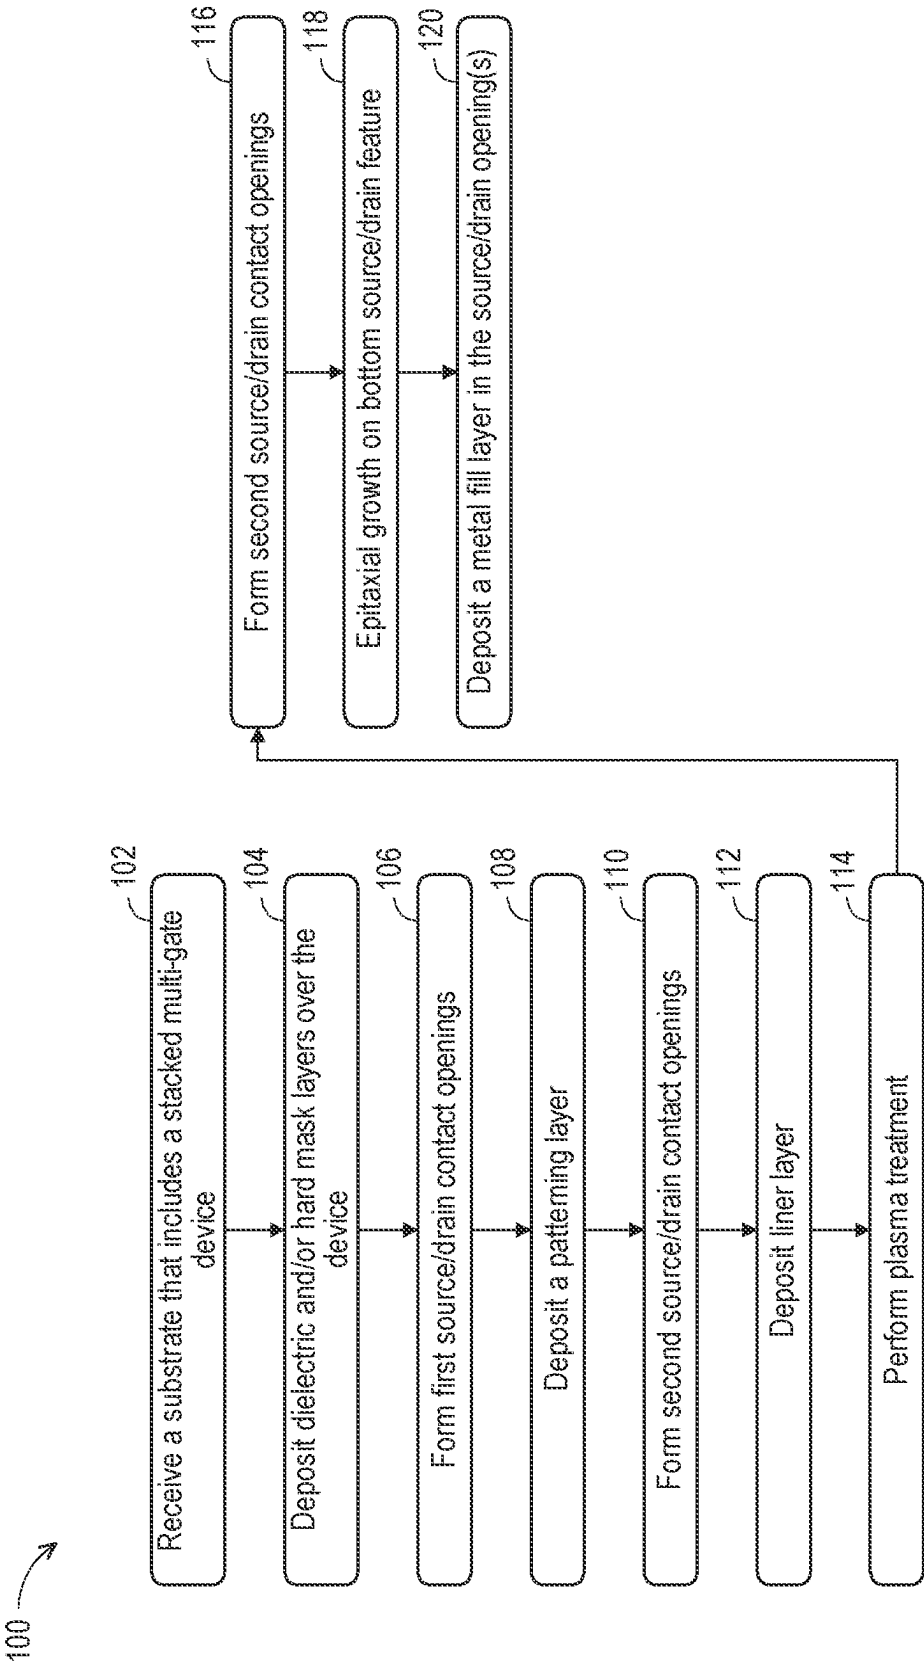 100
102
Receive a substrate that includes a stacked multi-gate
device
104
Deposit dielectric and/or hard mask layers over the
device
106
Form first source/drain contact openings
108
Deposit a patterning layer
110
Form second source/drain contact openings
112
Deposit liner layer
114
Perform plasma treatment
116
Form second source/drain contact openings
118
Epitaxial growth on bottom source/drain feature
120
Deposit a metal fill layer in the source/drain opening(s)